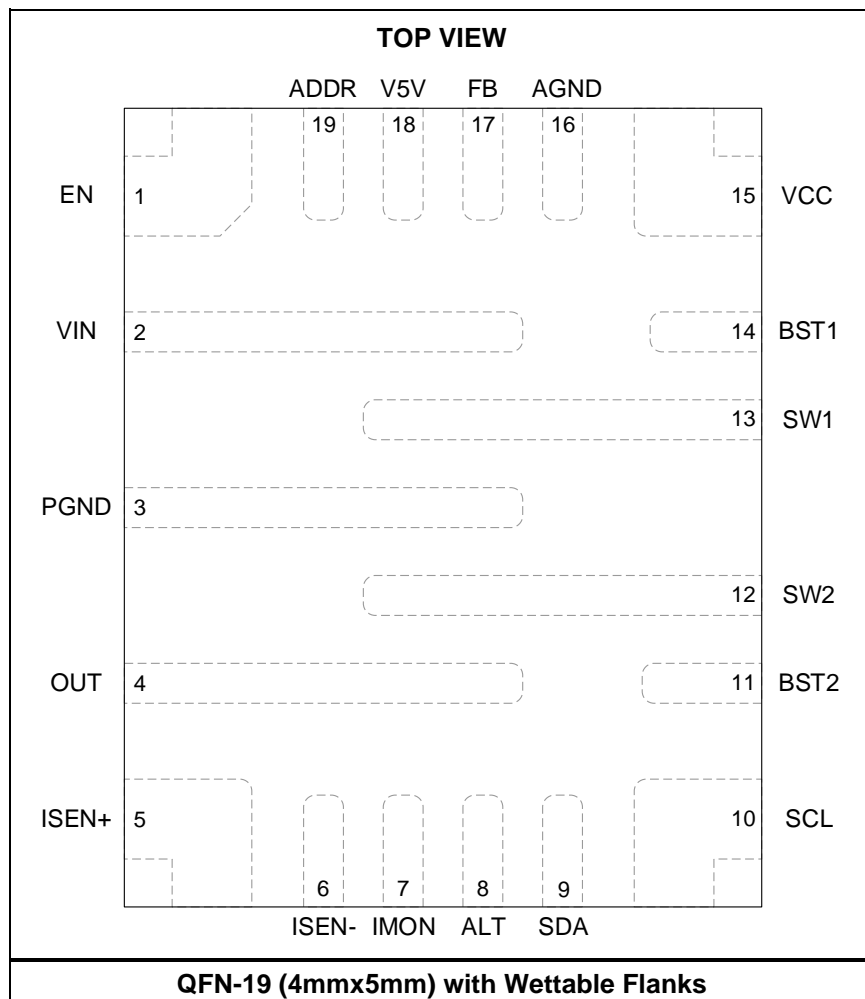 TOP VIEW
ADDR V5V FB AGND
19 18 17 16
EN 1 15 VCC
VIN 2 14 BST1
13 SW1
PGND 3
12 SW2
OUT 4 11 BST2
ISEN+ 5 10 SCL
6 7 8 9
ISEN- IMON ALT SDA
QFN-19 (4mmx5mm) with Wettable Flanks